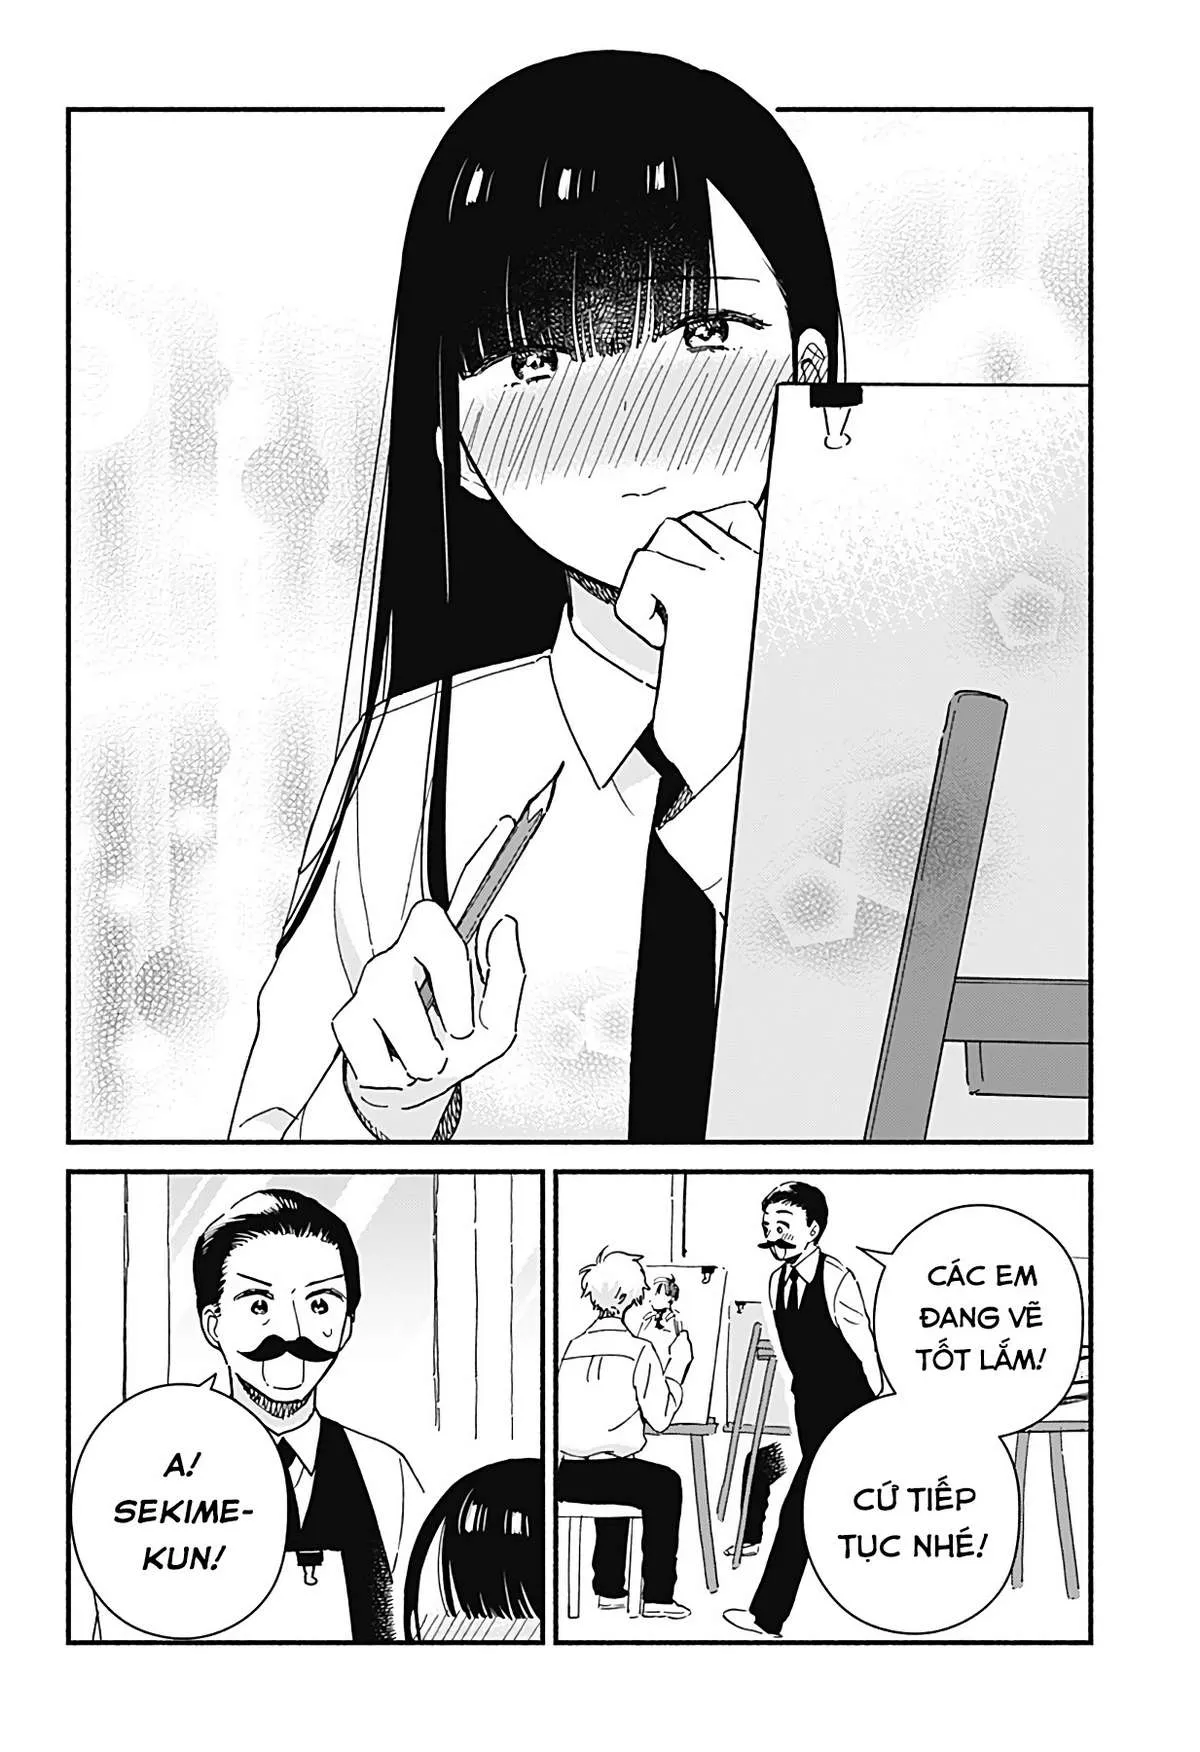 CÁC EM
ĐANG VẼ
TỐT LẮM!
CỨ TIẾP
TỤC NHÉ!
A!
SEKIME-
KUN!